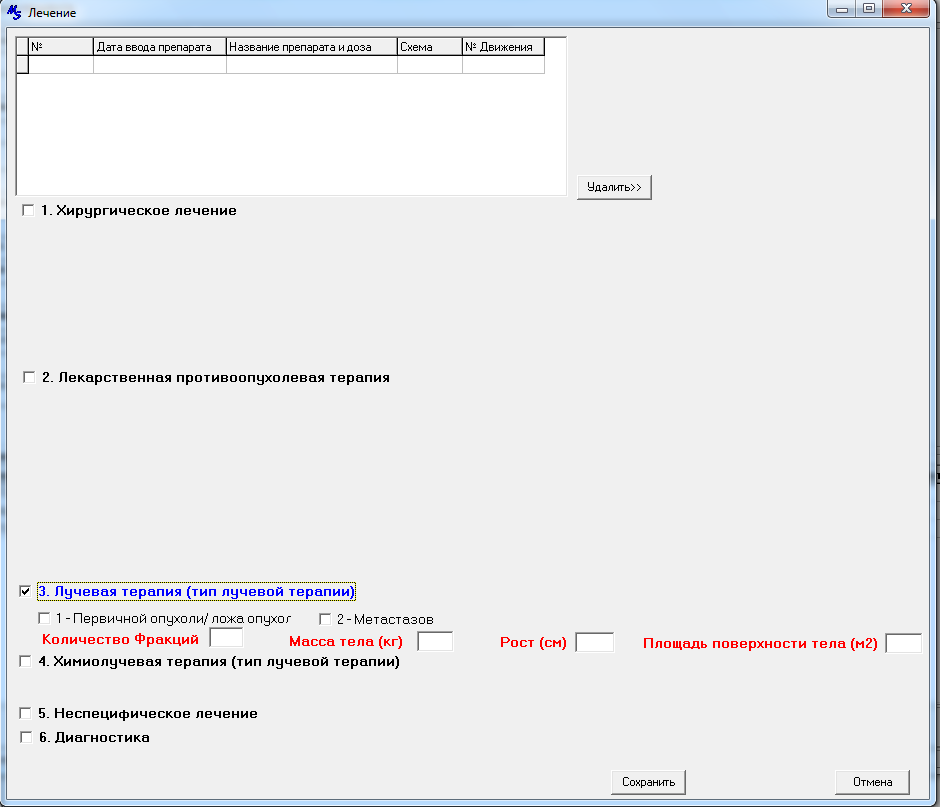 MS Лечение
№ Дата ввода препарата Название препарата и доза Схема № Движения
Удалить>>
1. Хирургическое лечение
2. Лекарственная противоопухолевая терапия
3. Лучевая терапия (тип лучевой терапии)
1 - Первичной опухоли/ ложа опухол 2 - Метастазов
Количество Фракций Масса тела (кг) Рост (см) Площадь поверхности тела (м2)
4. Химиолучевая терапия (тип лучевой терапии)
5. Неспецифическое лечение
6. Диагностика
Сохранить Отмена